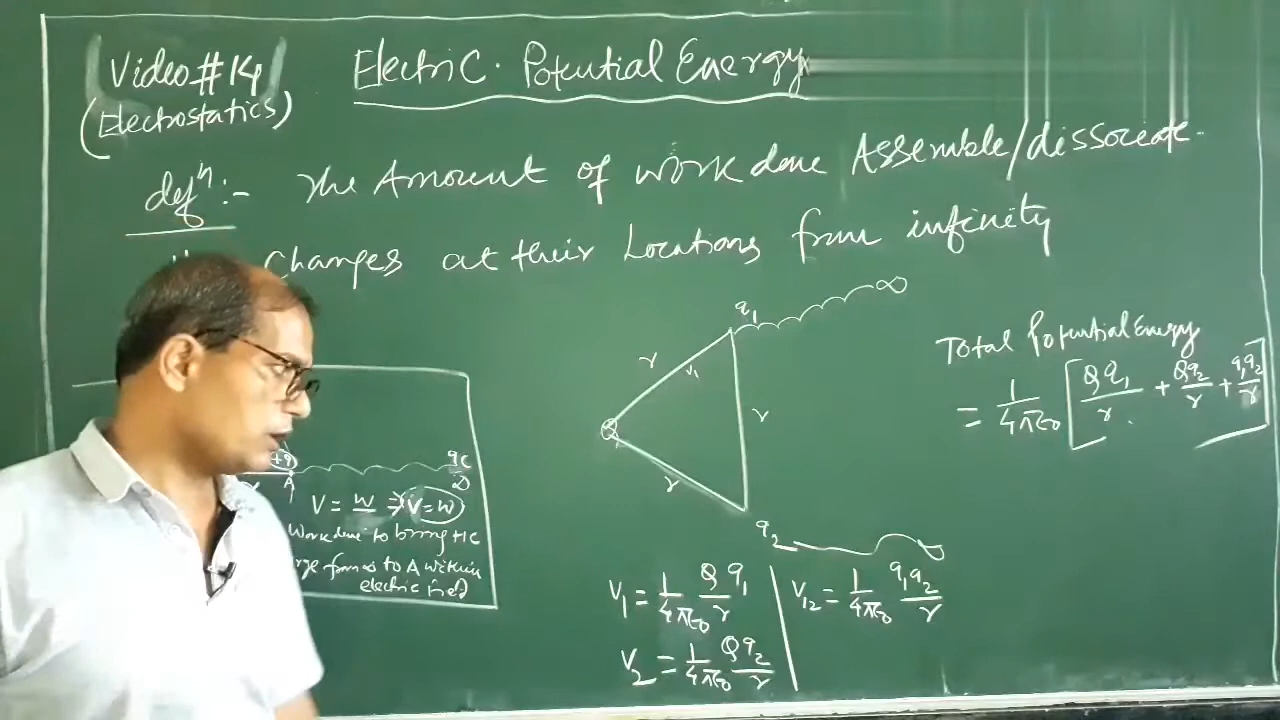 Video#14
(Electrostatics)
Electric. Potential Energy
defⁿ :- The Amount of work done Assemble/dissociate
Charges at their Locations from infinity
q₁ ∞
r
v₁
r
Q
r
q₂
Total Potential Energy
= 1/4πε₀ [Qq₁/r + Qq₂/r + q₁q₂/r]
+q
A
1C
V = W ⇒ V=W
Work done to bring +1C
from ∞ to A within
electric field
V₁ = 1/4πε₀ Qq₁/r
V₂ = 1/4πε₀ Qq₂/r
V₁₂ = 1/4πε₀ q₁q₂/r